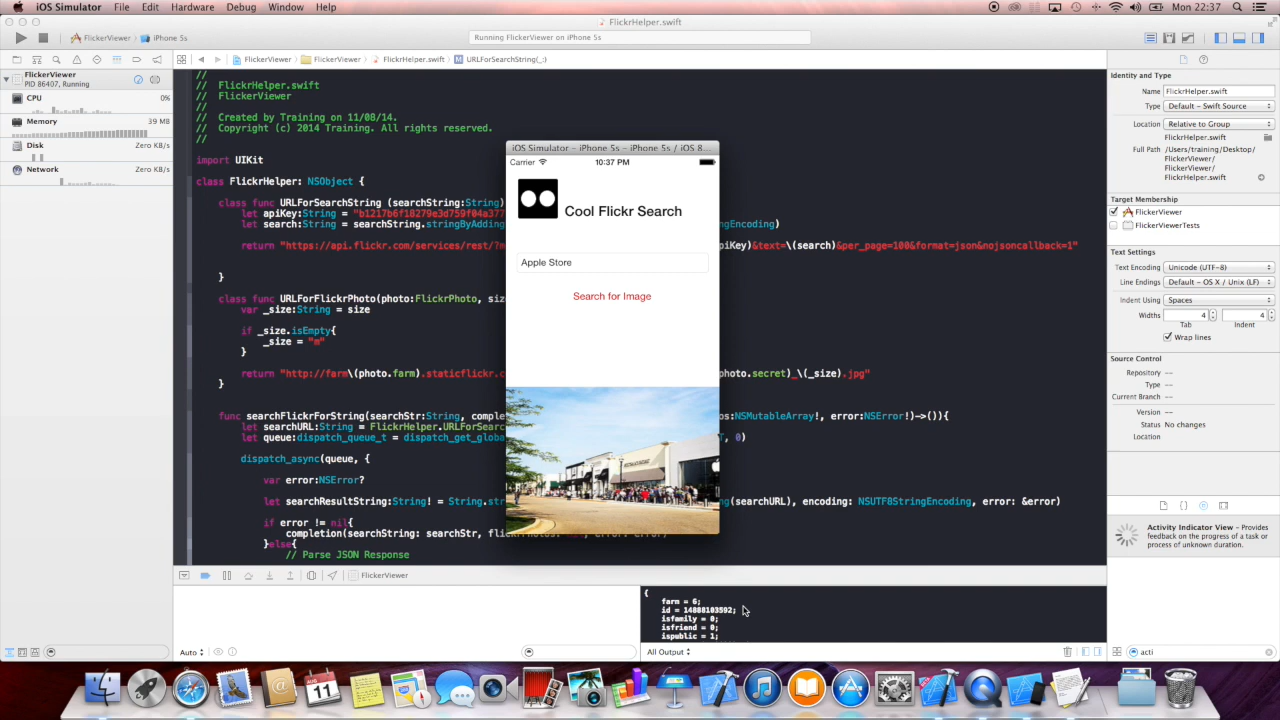 iOS Simulator File Edit Hardware Debug Window Help
Mon 22:37
FlickrHelper.swift
FlickerViewer iPhone 5s
Running FlickerViewer on iPhone 5s
FlickerViewer FlickerViewer FlickrHelper.swift M URLForSearchString(_:)
FlickerViewer
PID 86407, Running
CPU 0%
Memory 39 MB
Disk Zero KB/s
Network Zero KB/s
//
// FlickrHelper.swift
// FlickerViewer
//
// Created by Training on 11/08/14.
// Copyright (c) 2014 Training. All rights reserved.
//
import UIKit
class FlickrHelper: NSObject {
class func URLForSearchString (searchString:String)
let apiKey:String = "b1217b6f18279e3d759f04a377
let search:String = searchString.stringByAdding
ngEncoding)
return "https://api.flickr.com/services/rest/?m
iKey)&text=\(search)&per_page=100&format=json&nojsoncallback=1"
}
class func URLForFlickrPhoto(photo:FlickrPhoto, size
var _size:String = size
if _size.isEmpty{
_size = "m"
}
return "http://farm\(photo.farm).staticflickr.c
photo.secret)_\(_size).jpg"
}
func searchFlickrForString(searchStr:String, comple
os:NSMutableArray!, error:NSError!)->()){
let searchURL:String = FlickrHelper.URLForSearc
let queue:dispatch_queue_t = dispatch_get_globa
T, 0)
dispatch_async(queue, {
var error:NSError?
let searchResultString:String! = String.str
g(searchURL), encoding: NSUTF8StringEncoding, error: &error)
if error != nil{
completion(searchString: searchStr, flickrPhotos: nil, error: error)
}else{
// Parse JSON Response
iOS Simulator - iPhone 5s - iPhone 5s / iOS 8...
Carrier 10:37 PM
Cool Flickr Search
Apple Store
Search for Image
FlickerViewer
{
farm = 6;
id = 14888103592;
isfamily = 0;
isfriend = 0;
ispublic = 1;
Auto
All Output
Identity and Type
Name FlickrHelper.swift
Type Default - Swift Source
Location Relative to Group
FlickrHelper.swift
Full Path /Users/training/Desktop/
FlickerViewer/
FlickerViewer/
FlickrHelper.swift
Target Membership
FlickerViewer
FlickerViewerTests
Text Settings
Text Encoding Unicode (UTF-8)
Line Endings Default - OS X / Unix (LF)
Indent Using Spaces
Widths 4 4
Tab Indent
Wrap lines
Source Control
Repository --
Type --
Current Branch --
Version --
Status No changes
Location
Activity Indicator View - Provides
feedback on the progress of a task or
process of unknown duration.
acti
AUG
11